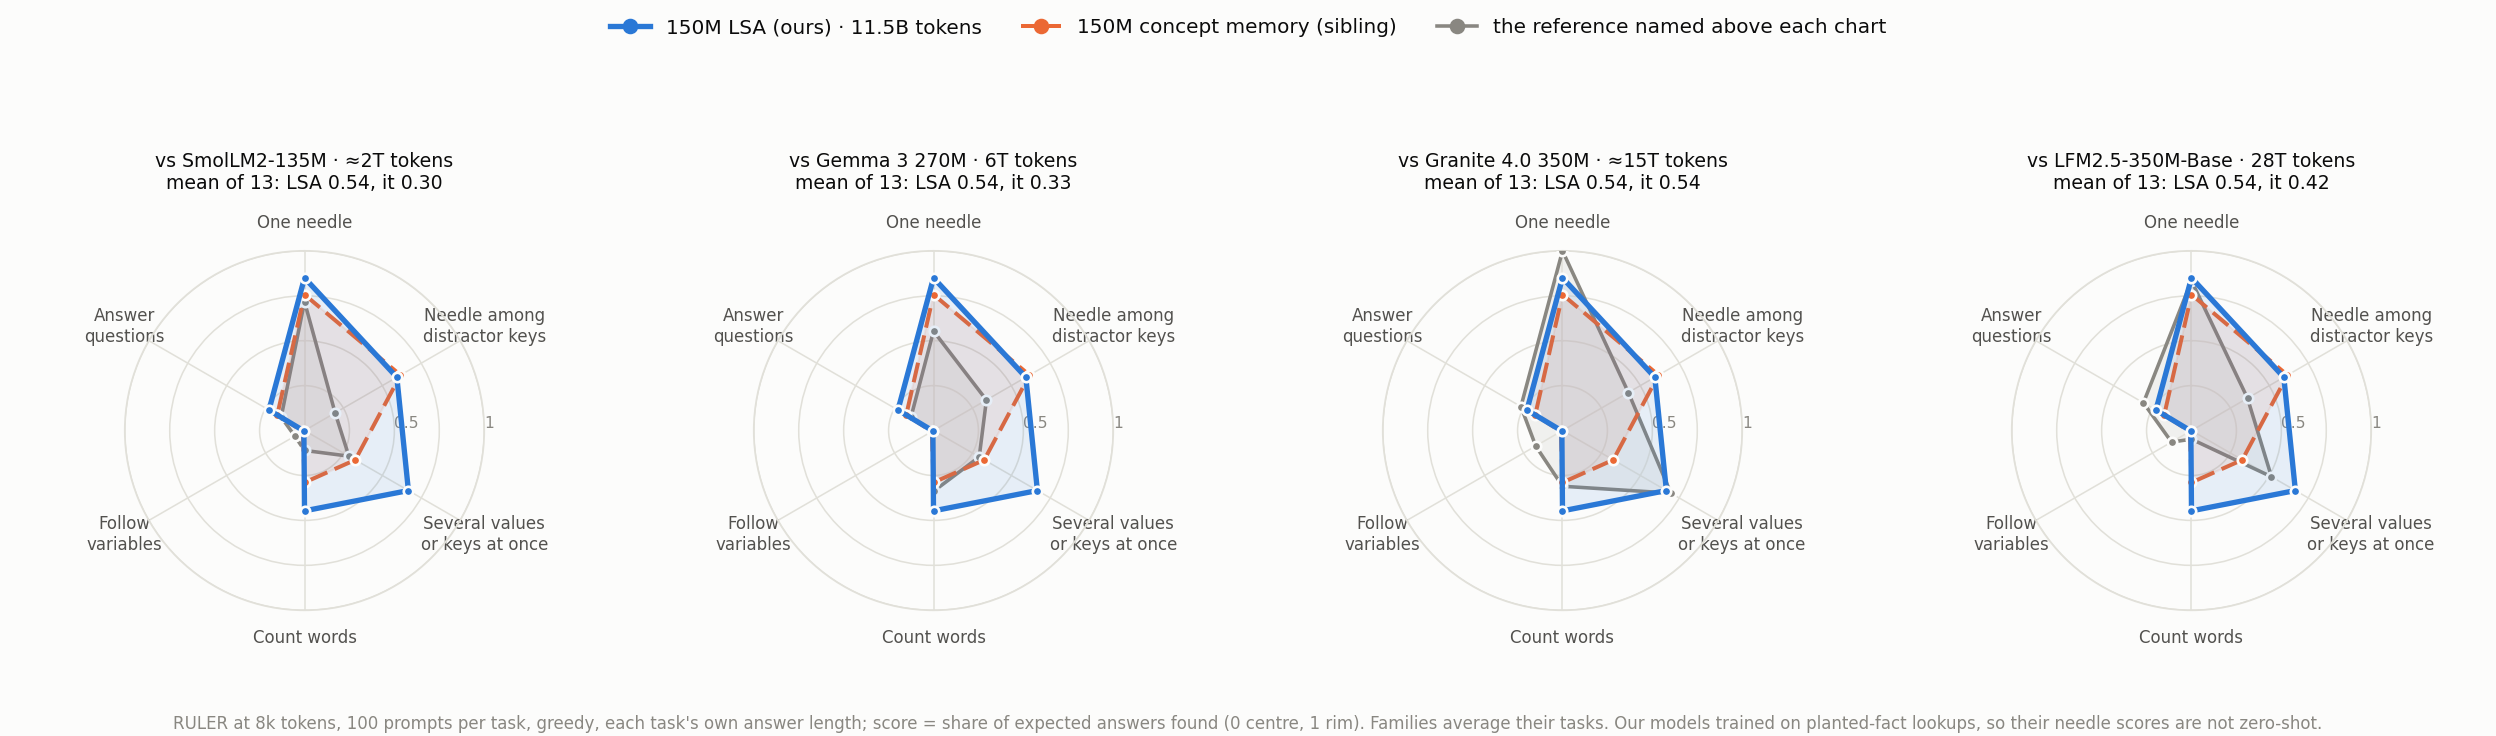 150M LSA (ours) · 11.5B tokens
150M concept memory (sibling)
the reference named above each chart
vs SmolLM2-135M · ≈2T tokens
mean of 13: LSA 0.54, it 0.30
One needle
Answer
questions
Needle among
distractor keys
0.5
1
Follow
variables
Several values
or keys at once
Count words
vs Gemma 3 270M · 6T tokens
mean of 13: LSA 0.54, it 0.33
One needle
Answer
questions
Needle among
distractor keys
0.5
1
Follow
variables
Several values
or keys at once
Count words
vs Granite 4.0 350M · ≈15T tokens
mean of 13: LSA 0.54, it 0.54
One needle
Answer
questions
Needle among
distractor keys
0.5
1
Follow
variables
Several values
or keys at once
Count words
vs LFM2.5-350M-Base · 28T tokens
mean of 13: LSA 0.54, it 0.42
One needle
Answer
questions
Needle among
distractor keys
0.5
1
Follow
variables
Several values
or keys at once
Count words
RULER at 8k tokens, 100 prompts per task, greedy, each task's own answer length; score = share of expected answers found (0 centre, 1 rim). Families average their tasks. Our models trained on planted-fact lookups, so their needle scores are not zero-shot.